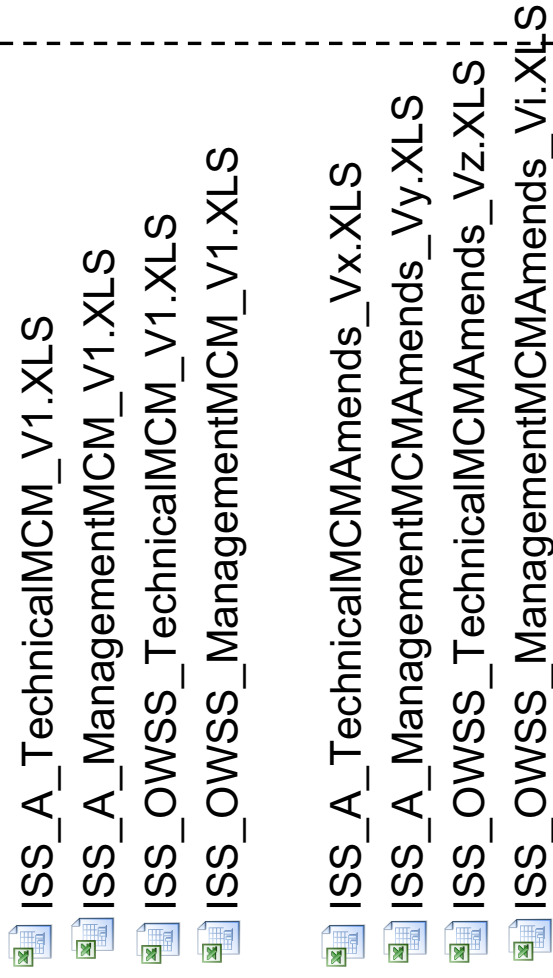 ISS_A_TechnicalMCM_V1.XLS
ISS_A_ManagementMCM_V1.XLS
ISS_OWSS_TechnicalMCM_V1.XLS
ISS_OWSS_ManagementMCM_V1.XLS
ISS_A_TechnicalMCMAmends_Vx.XLS
ISS_A_ManagementMCMAmends_Vy.XLS
ISS_OWSS_TechnicalMCMAmends_Vz.XLS
ISS_OWSS_ManagementMCMAmends_Vi.XLS